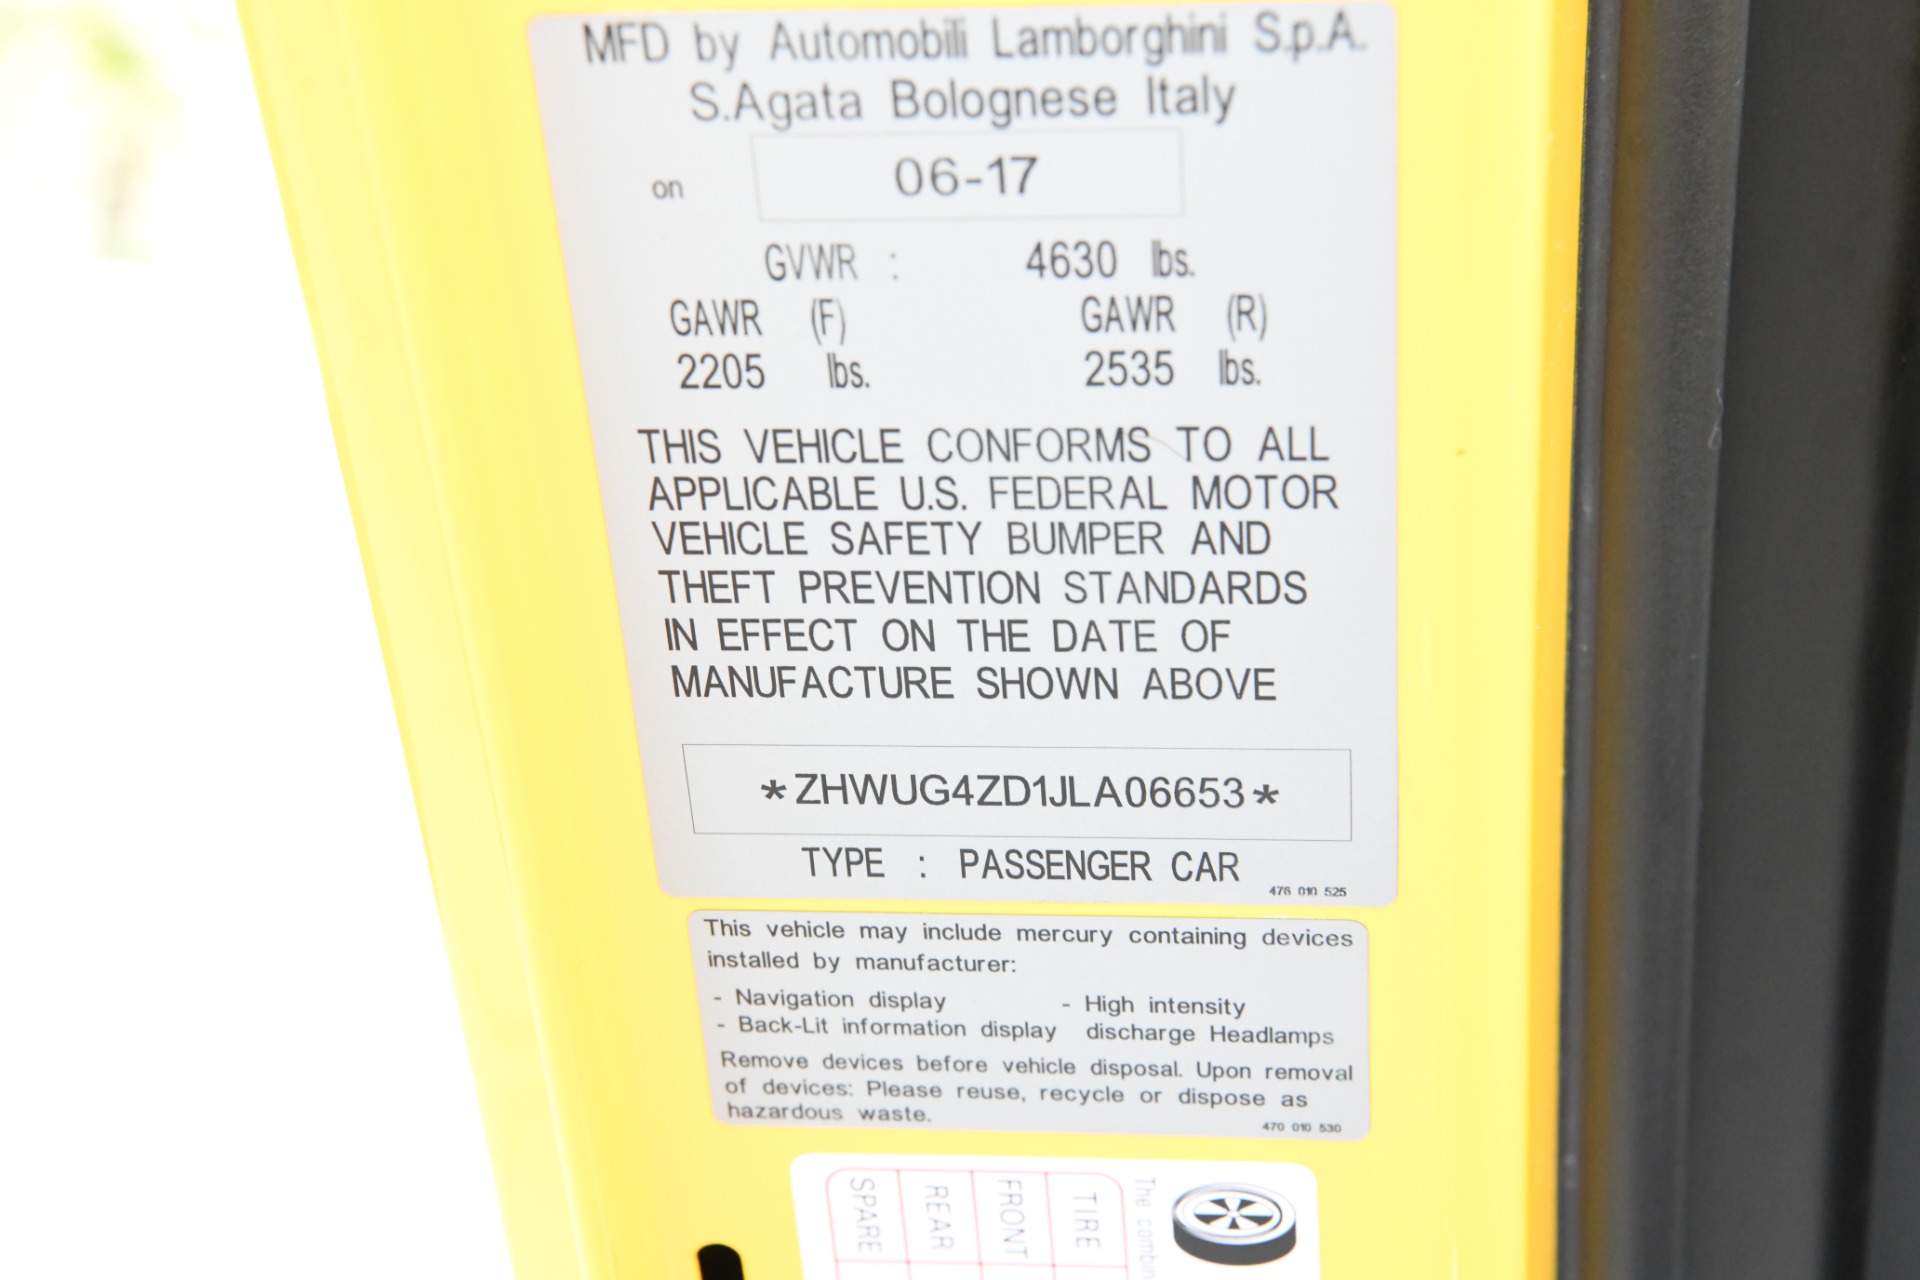 MFD by Automobili Lamborghini S.p.A.
S.Agata Bolognese Italy
on 06-17
GVWR : 4630 lbs.
GAWR (F) GAWR (R)
2205 lbs. 2535 lbs.
THIS VEHICLE CONFORMS TO ALL
APPLICABLE U.S. FEDERAL MOTOR
VEHICLE SAFETY BUMPER AND
THEFT PREVENTION STANDARDS
IN EFFECT ON THE DATE OF
MANUFACTURE SHOWN ABOVE
*ZHWUG4ZD1JLA06653*
TYPE : PASSENGER CAR
476 010 525
This vehicle may include mercury containing devices
installed by manufacturer:
- Navigation display - High intensity
- Back-Lit information display discharge Headlamps
Remove devices before vehicle disposal. Upon removal
of devices: Please reuse, recycle or dispose as
hazardous waste.
470 010 530
The
TIRE
FRONT
REAR
SPARE